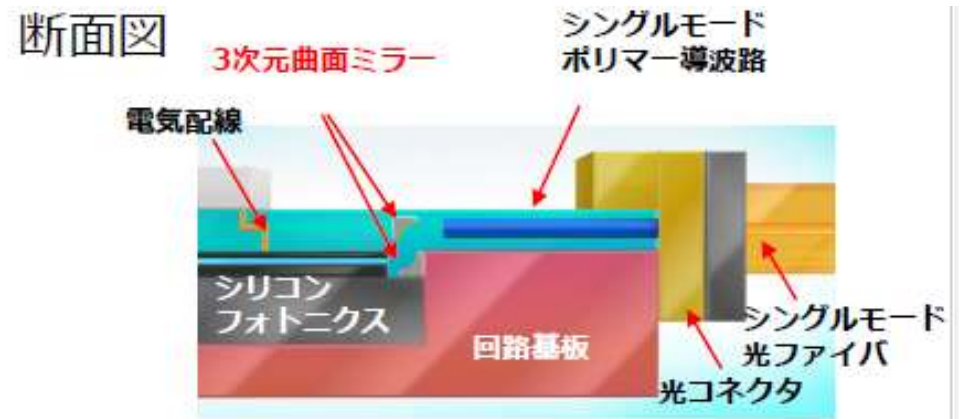 断面図
シングルモード
ポリマー導波路
3次元曲面ミラー
電気配線
シリコン
フォトニクス
回路基板
シングルモード
光ファイバ
光コネクタ